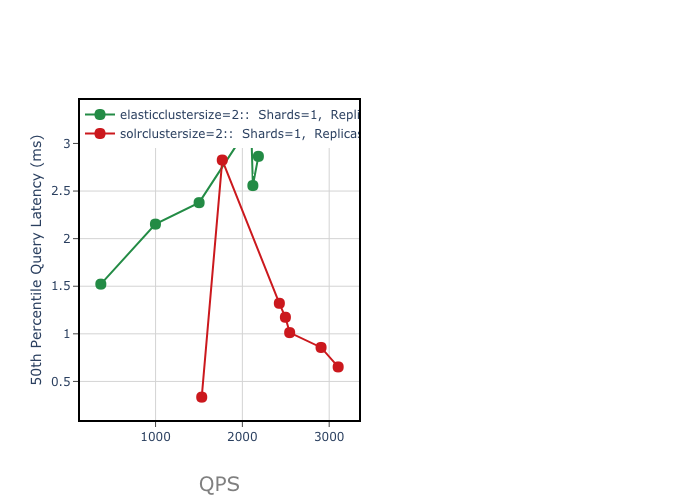 elasticclustersize=2:: Shards=1, Repli
solrclustersize=2:: Shards=1, Replicas
50th Percentile Query Latency (ms)
3
2.5
2
1.5
1
0.5
1000 2000 3000
QPS